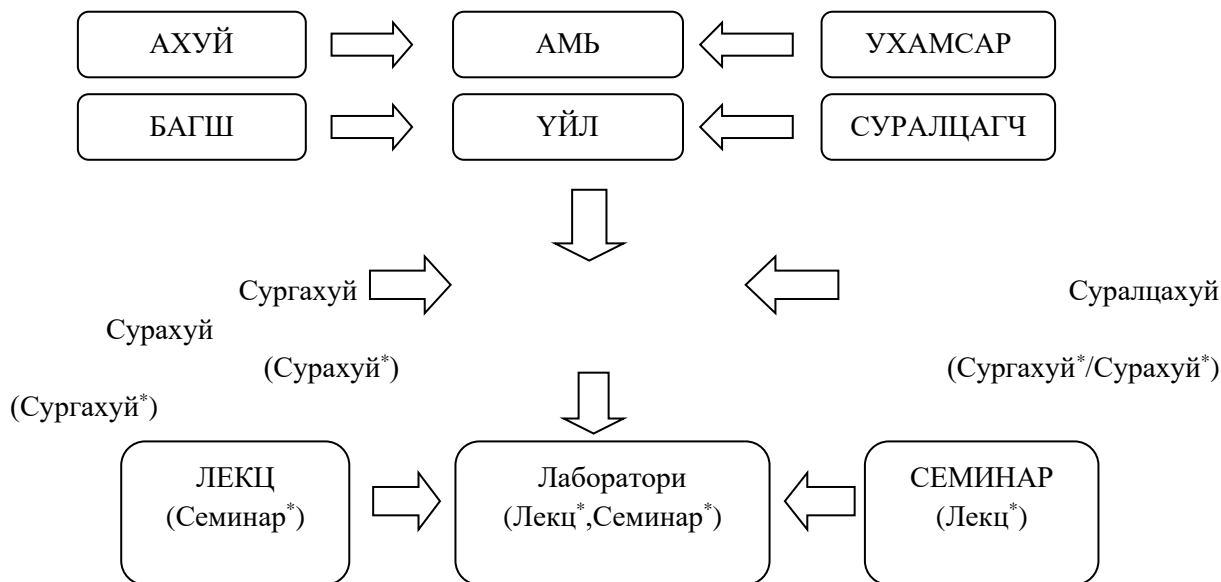 АХУЙ АМЬ УХАМСАР
БАГШ ҮЙЛ СУРАЛЦАГЧ
Сургахуй Суралцахуй
Сурахуй
(Сурахуй*) (Сургахуй*/Сурахуй*)
(Сургахуй*)
ЛЕКЦ Лаборатори СЕМИНАР
(Семинар*) (Лекц*,Семинар*) (Лекц*)